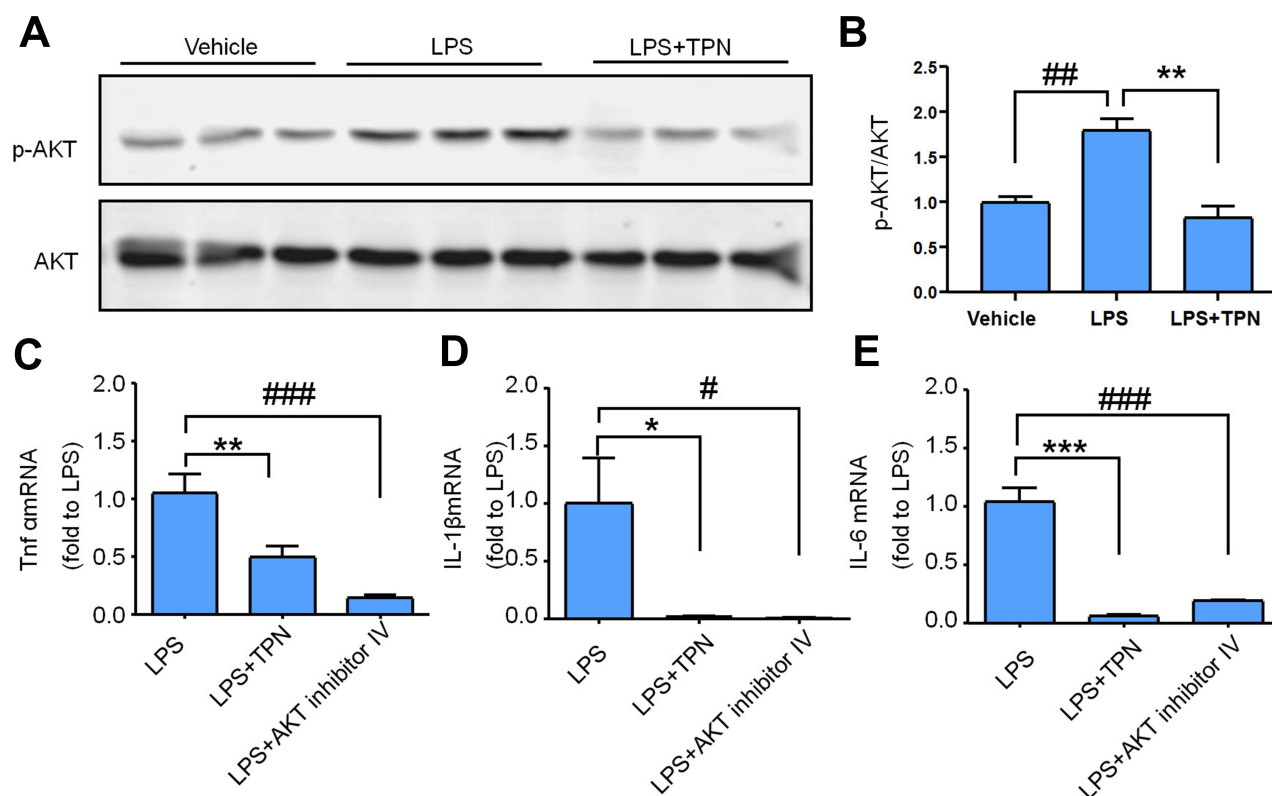 A
Vehicle LPS LPS+TPN
p-AKT
AKT
B
p-AKT/AKT
2.5
2.0
1.5
1.0
0.5
0.0
## **
Vehicle LPS LPS+TPN
C
Tnf αmRNA
(fold to LPS)
2.0
1.5
1.0
0.5
0.0
###
**
LPS
LPS+TPN
LPS+AKT inhibitor IV
D
IL-1βmRNA
(fold to LPS)
2.0
1.5
1.0
0.5
0.0
#
*
LPS
LPS+TPN
LPS+AKT inhibitor IV
E
IL-6 mRNA
(fold to LPS)
2.0
1.5
1.0
0.5
0.0
###
***
LPS
LPS+TPN
LPS+AKT inhibitor IV